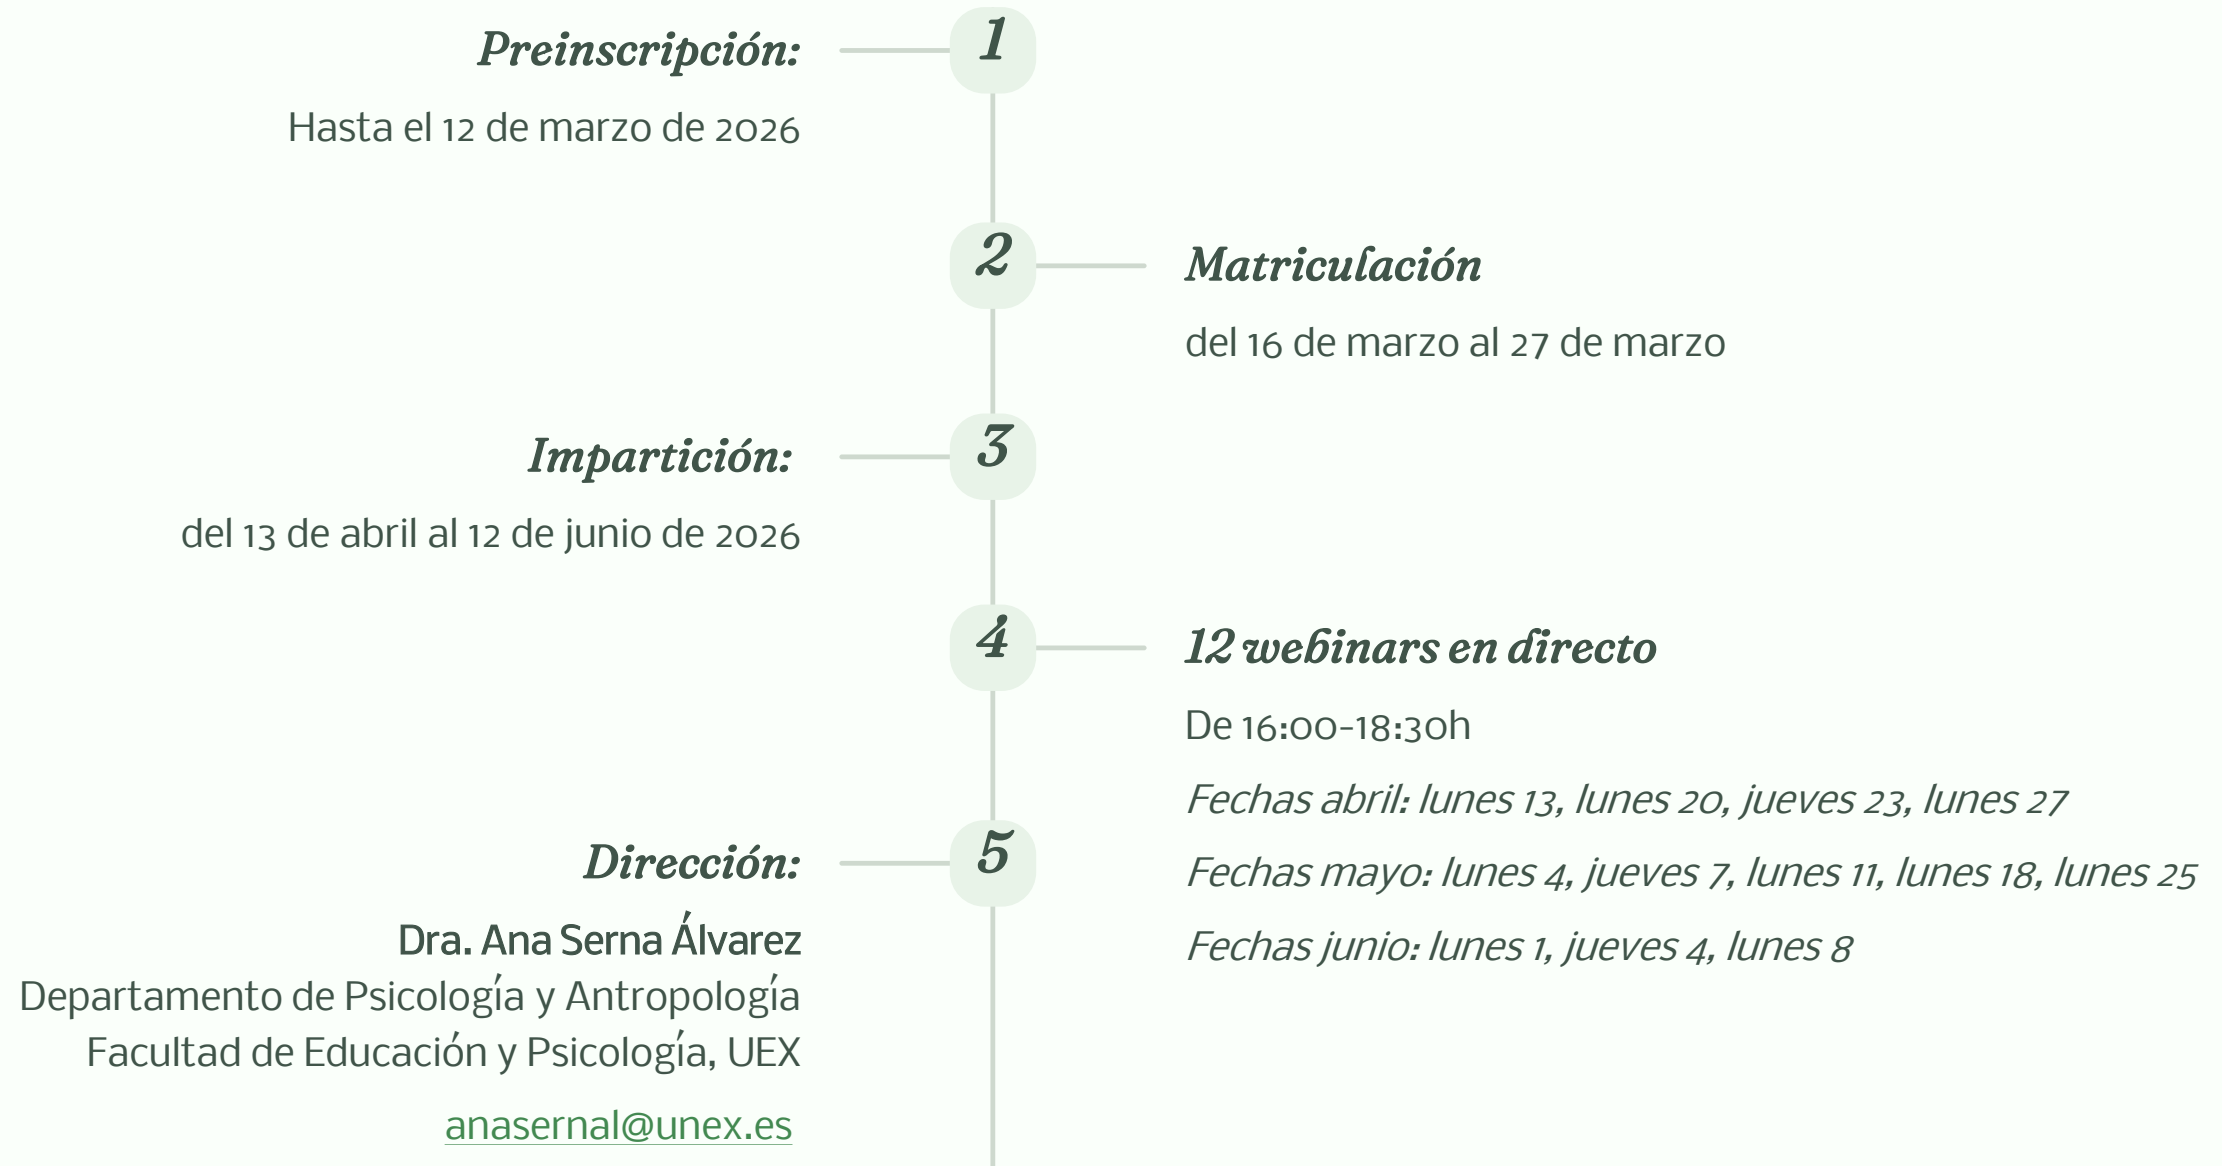 1
Preinscripción:
Hasta el 12 de marzo de 2026
2
Matriculación
del 16 de marzo al 27 de marzo
3
Impartición:
del 13 de abril al 12 de junio de 2026
4
12 webinars en directo
De 16:00-18:30h
Fechas abril: lunes 13, lunes 20, jueves 23, lunes 27
Fechas mayo: lunes 4, jueves 7, lunes 11, lunes 18, lunes 25
Fechas junio: lunes 1, jueves 4, lunes 8
5
Dirección:
Dra. Ana Serna Álvarez
Departamento de Psicología y Antropología
Facultad de Educación y Psicología, UEX
anasernal@unex.es